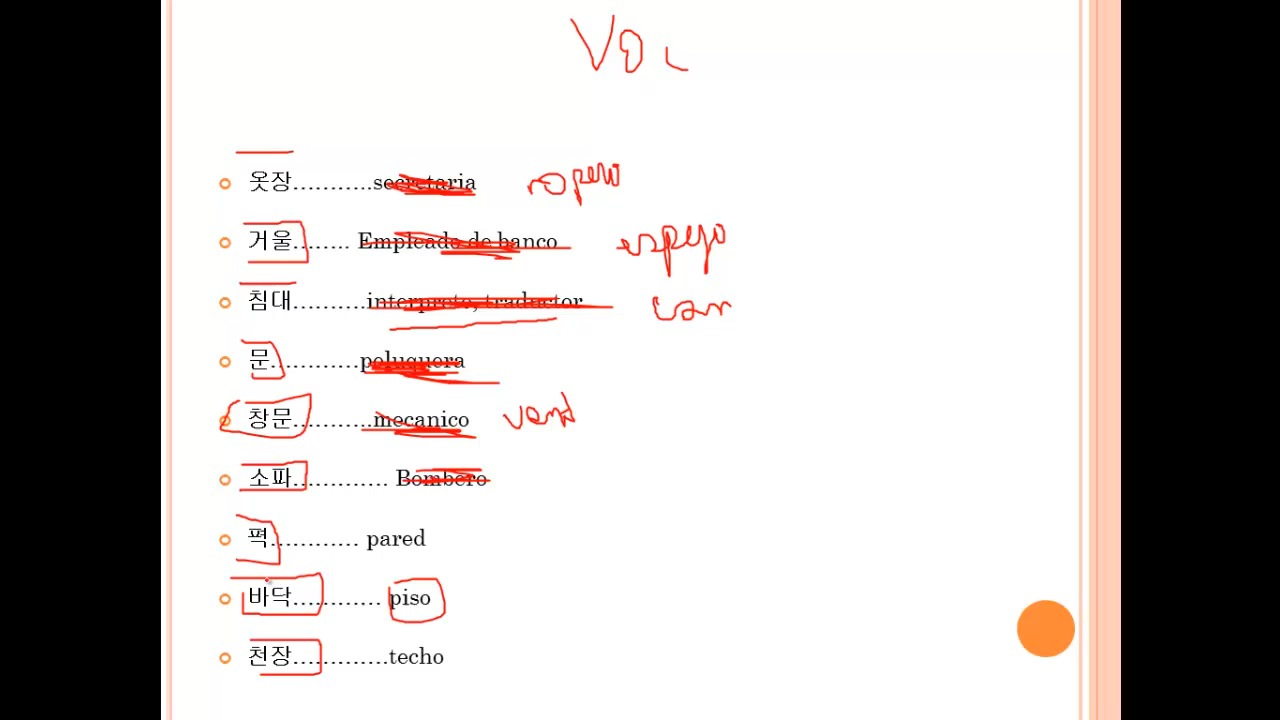 VOC
옷장...........secretaria ropero
거울........ Empleado de banco espejo
침대..........interprete, traductor cam
문............peluquera
창문...........mecanico vent
소파............ Bombero
펵............ pared
바닥............ piso
천장.............techo